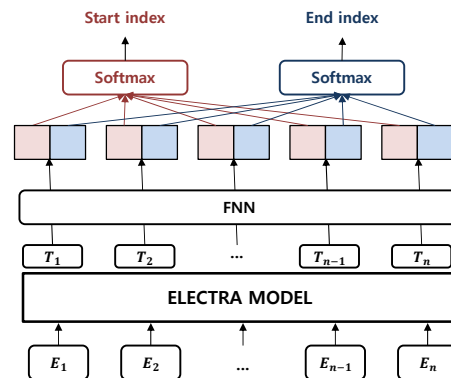 Start index End index
Softmax Softmax
FNN
T₁ T₂ ... Tₙ₋₁ Tₙ
ELECTRA MODEL
E₁ E₂ ... Eₙ₋₁ Eₙ